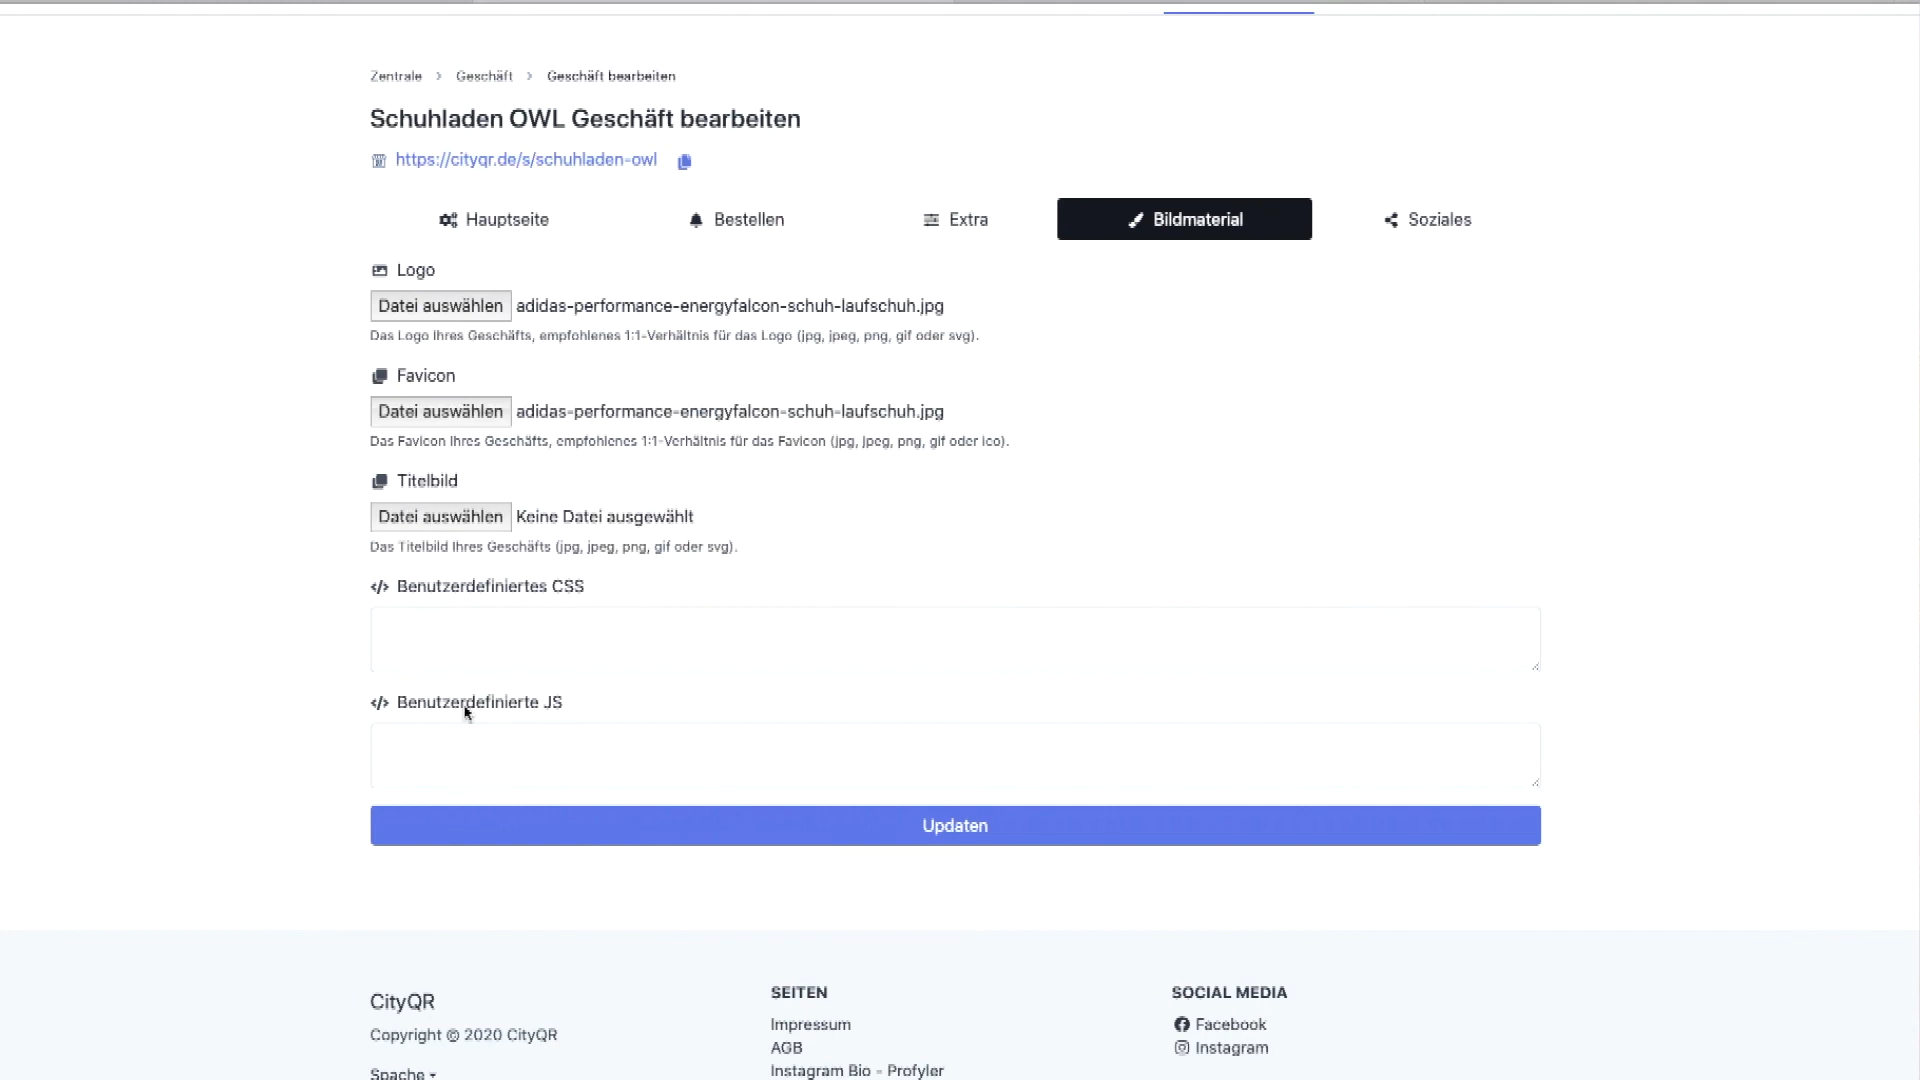 Zentrale > Geschäft > Geschäft bearbeiten
Schuhladen OWL Geschäft bearbeiten
https://cityqr.de/s/schuhladen-owl
Hauptseite Bestellen Extra Bildmaterial Soziales
Logo
Datei auswählen adidas-performance-energyfalcon-schuh-laufschuh.jpg
Das Logo Ihres Geschäfts, empfohlenes 1:1-Verhältnis für das Logo (jpg, jpeg, png, gif oder svg).
Favicon
Datei auswählen adidas-performance-energyfalcon-schuh-laufschuh.jpg
Das Favicon Ihres Geschäfts, empfohlenes 1:1-Verhältnis für das Favicon (jpg, jpeg, png, gif oder ico).
Titelbild
Datei auswählen Keine Datei ausgewählt
Das Titelbild Ihres Geschäfts (jpg, jpeg, png, gif oder svg).
</> Benutzerdefiniertes CSS
</> Benutzerdefinierte JS
Updaten
CityQR
Copyright © 2020 CityQR
Spache
SEITEN
Impressum
AGB
Instagram Bio - Profyler
SOCIAL MEDIA
Facebook
Instagram